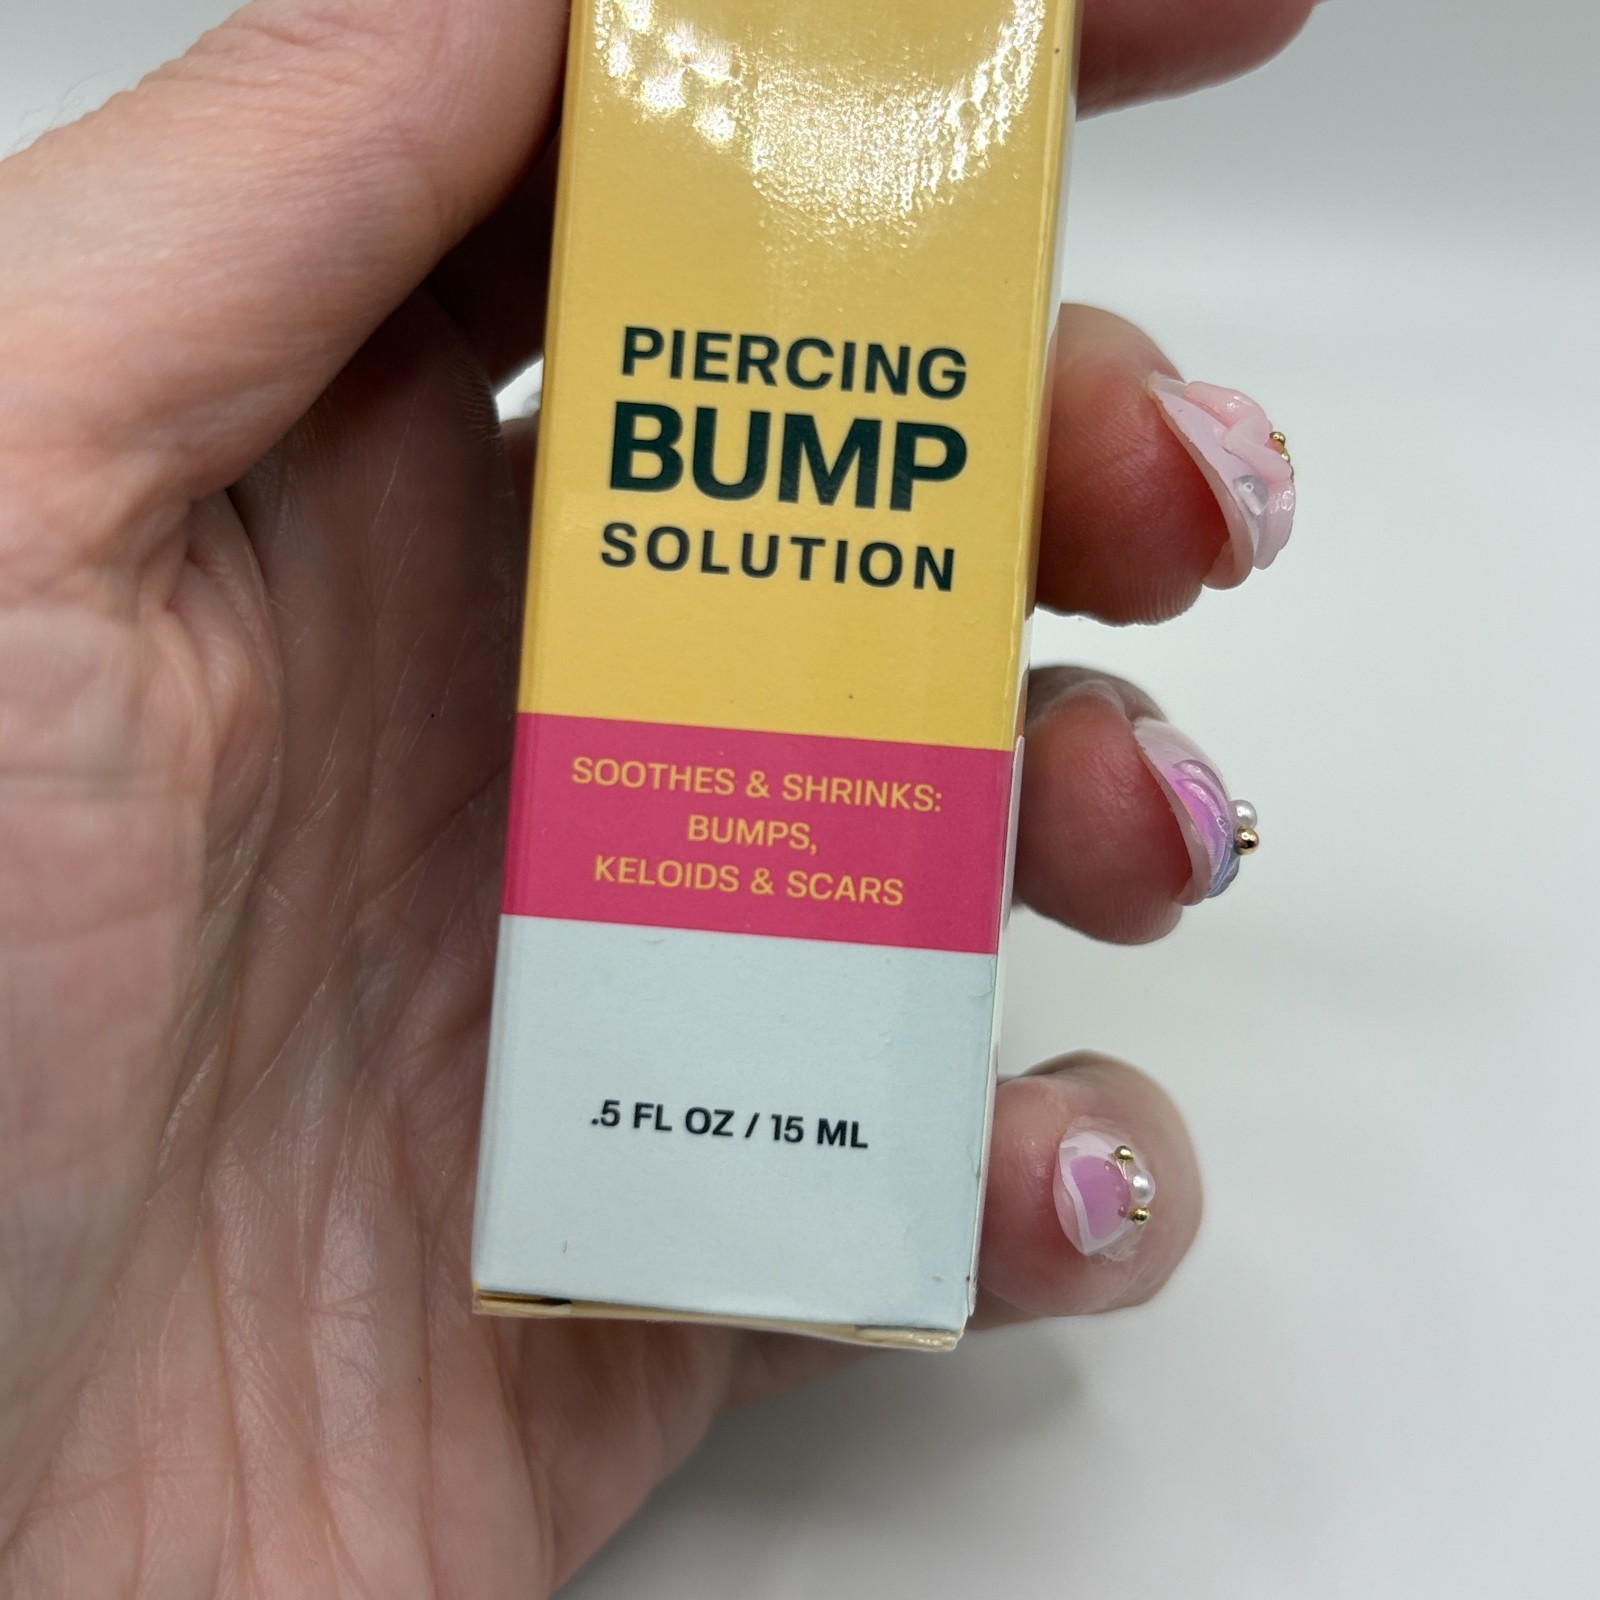 PIERCING
BUMP
SOLUTION
SOOTHES & SHRINKS:
BUMPS,
KELOIDS & SCARS
.5 FL OZ / 15 ML